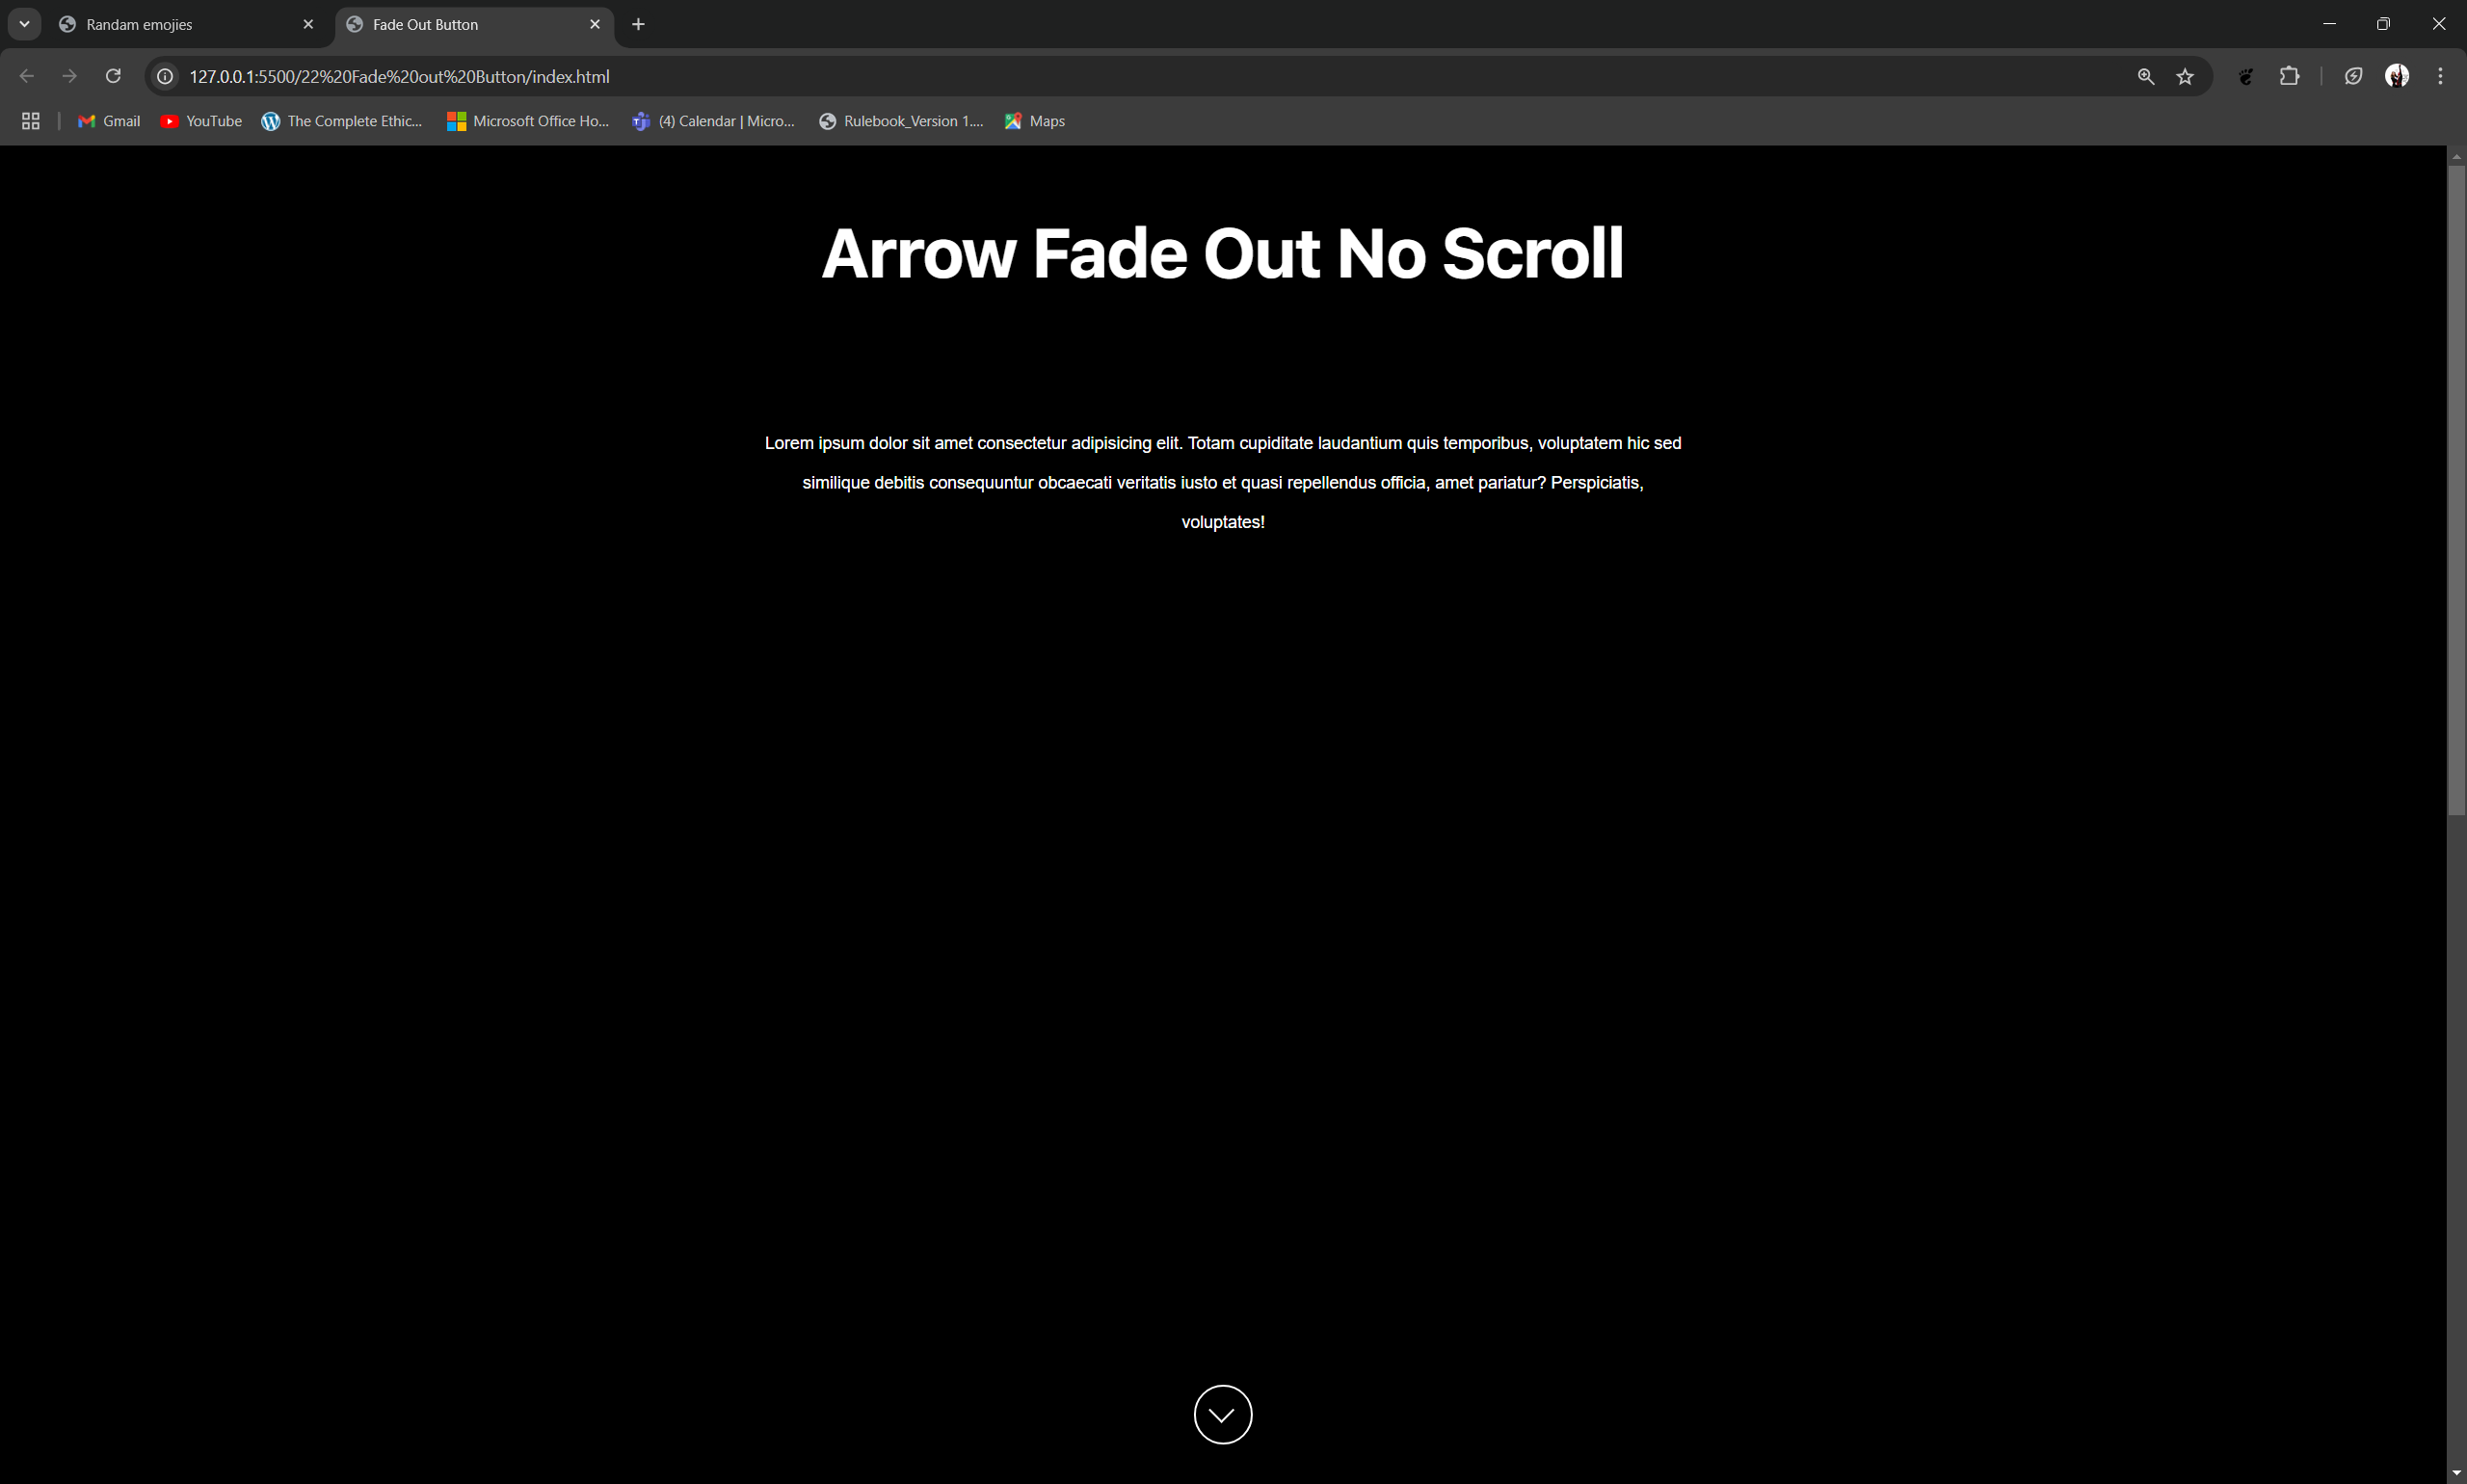 Randam emojies
Fade Out Button
127.0.0.1:5500/22%20Fade%20out%20Button/index.html
Gmail
YouTube
The Complete Ethic...
Microsoft Office Ho...
(4) Calendar | Micro...
Rulebook_Version 1....
Maps
Arrow Fade Out No Scroll
Lorem ipsum dolor sit amet consectetur adipisicing elit. Totam cupiditate laudantium quis temporibus, voluptatem hic sed
similique debitis consequuntur obcaecati veritatis iusto et quasi repellendus officia, amet pariatur? Perspiciatis,
voluptates!